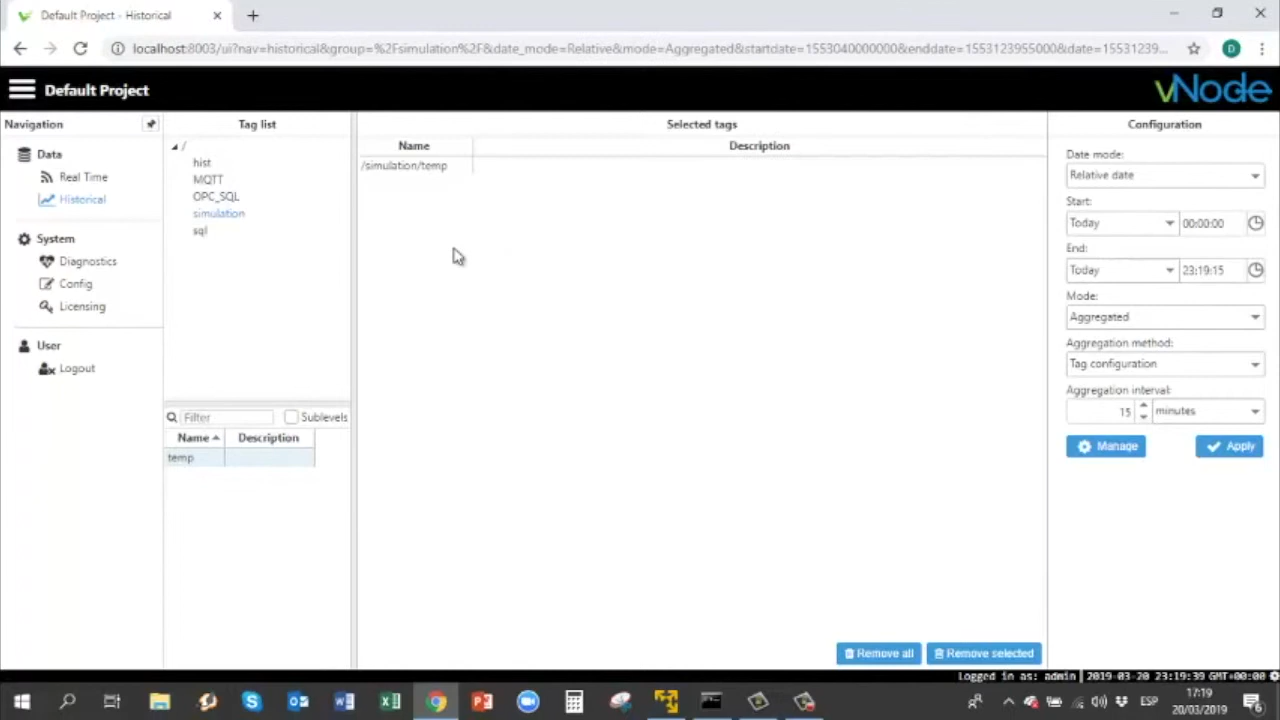 Default Project - Historical
localhost:8003/ui?nav=historical&group=%2Fsimulation%2F&date_mode=Relative&mode=Aggregated&startdate=1553040000000&enddate=1553123955000&date=15531239...
D
Default Project
vNode
Navigation
Data
Real Time
Historical
System
Diagnostics
Config
Licensing
User
Logout
Tag list
/
hist
MQTT
OPC_SQL
simulation
sql
Filter
Sublevels
Name
Description
temp
Selected tags
Name
Description
/simulation/temp
Remove all
Remove selected
Configuration
Date mode:
Relative date
Start:
Today
00:00:00
End:
Today
23:19:15
Mode:
Aggregated
Aggregation method:
Tag configuration
Aggregation interval:
15
minutes
Manage
Apply
Logged in as: admin | 2019-03-20 23:19:39 GMT+00:00
ESP
17:19
20/03/2019
6